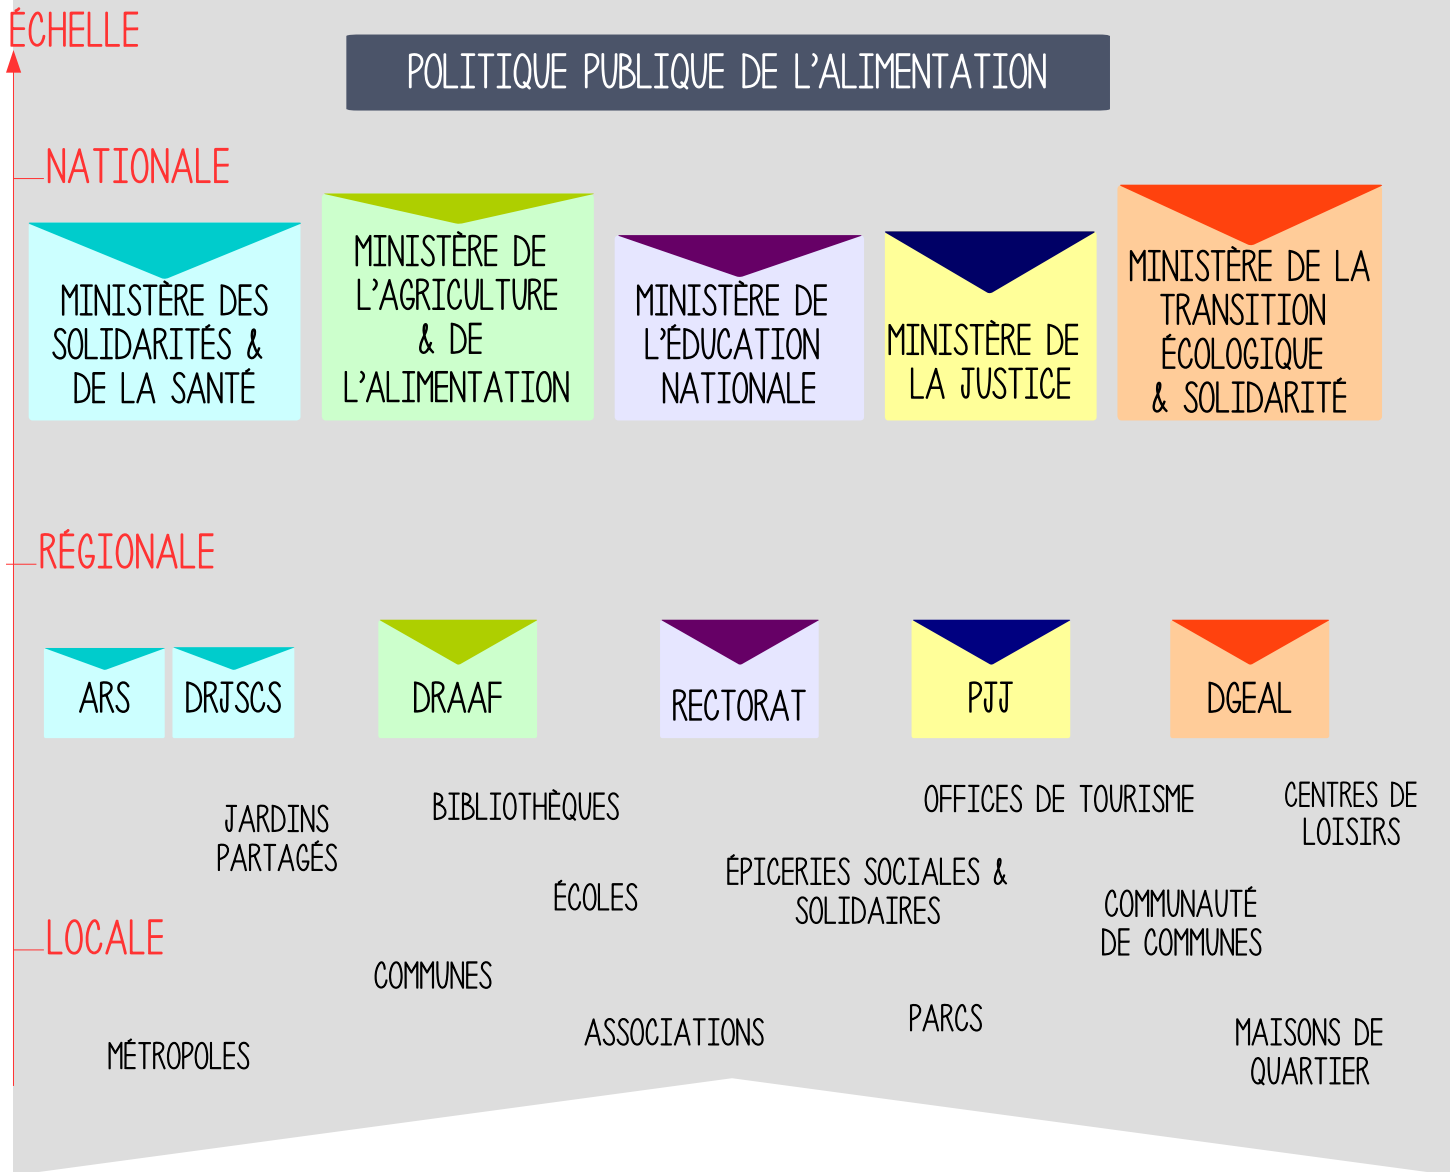 ÉCHELLE
POLITIQUE PUBLIQUE DE L'ALIMENTATION
NATIONALE
MINISTÈRE DES
SOLIDARITÉS &
DE LA SANTÉ
MINISTÈRE DE
L'AGRICULTURE
& DE
L'ALIMENTATION
MINISTÈRE DE
L'ÉDUCATION
NATIONALE
MINISTÈRE DE
LA JUSTICE
MINISTÈRE DE LA
TRANSITION
ÉCOLOGIQUE
& SOLIDARITÉ
RÉGIONALE
ARS
DRJSCS
DRAAF
RECTORAT
PJJ
DGEAL
JARDINS
PARTAGÉS
BIBLIOTHÈQUES
OFFICES DE TOURISME
CENTRES DE
LOISIRS
ÉCOLES
ÉPICERIES SOCIALES &
SOLIDAIRES
COMMUNAUTÉ
DE COMMUNES
LOCALE
COMMUNES
ASSOCIATIONS
PARCS
MAISONS DE
QUARTIER
MÉTROPOLES